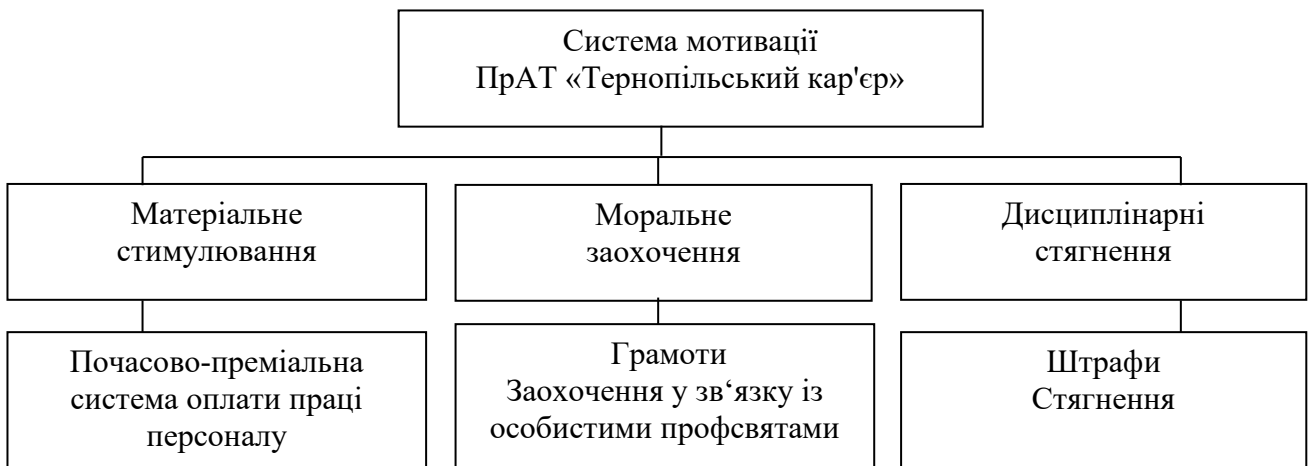 Система мотивації
ПрАТ «Тернопільський кар'єр»
Матеріальне
стимулювання
Моральне
заохочення
Дисциплінарні
стягнення
Почасово-преміальна
система оплати праці
персоналу
Грамоти
Заохочення у зв‘язку із
особистими профсвятами
Штрафи
Стягнення